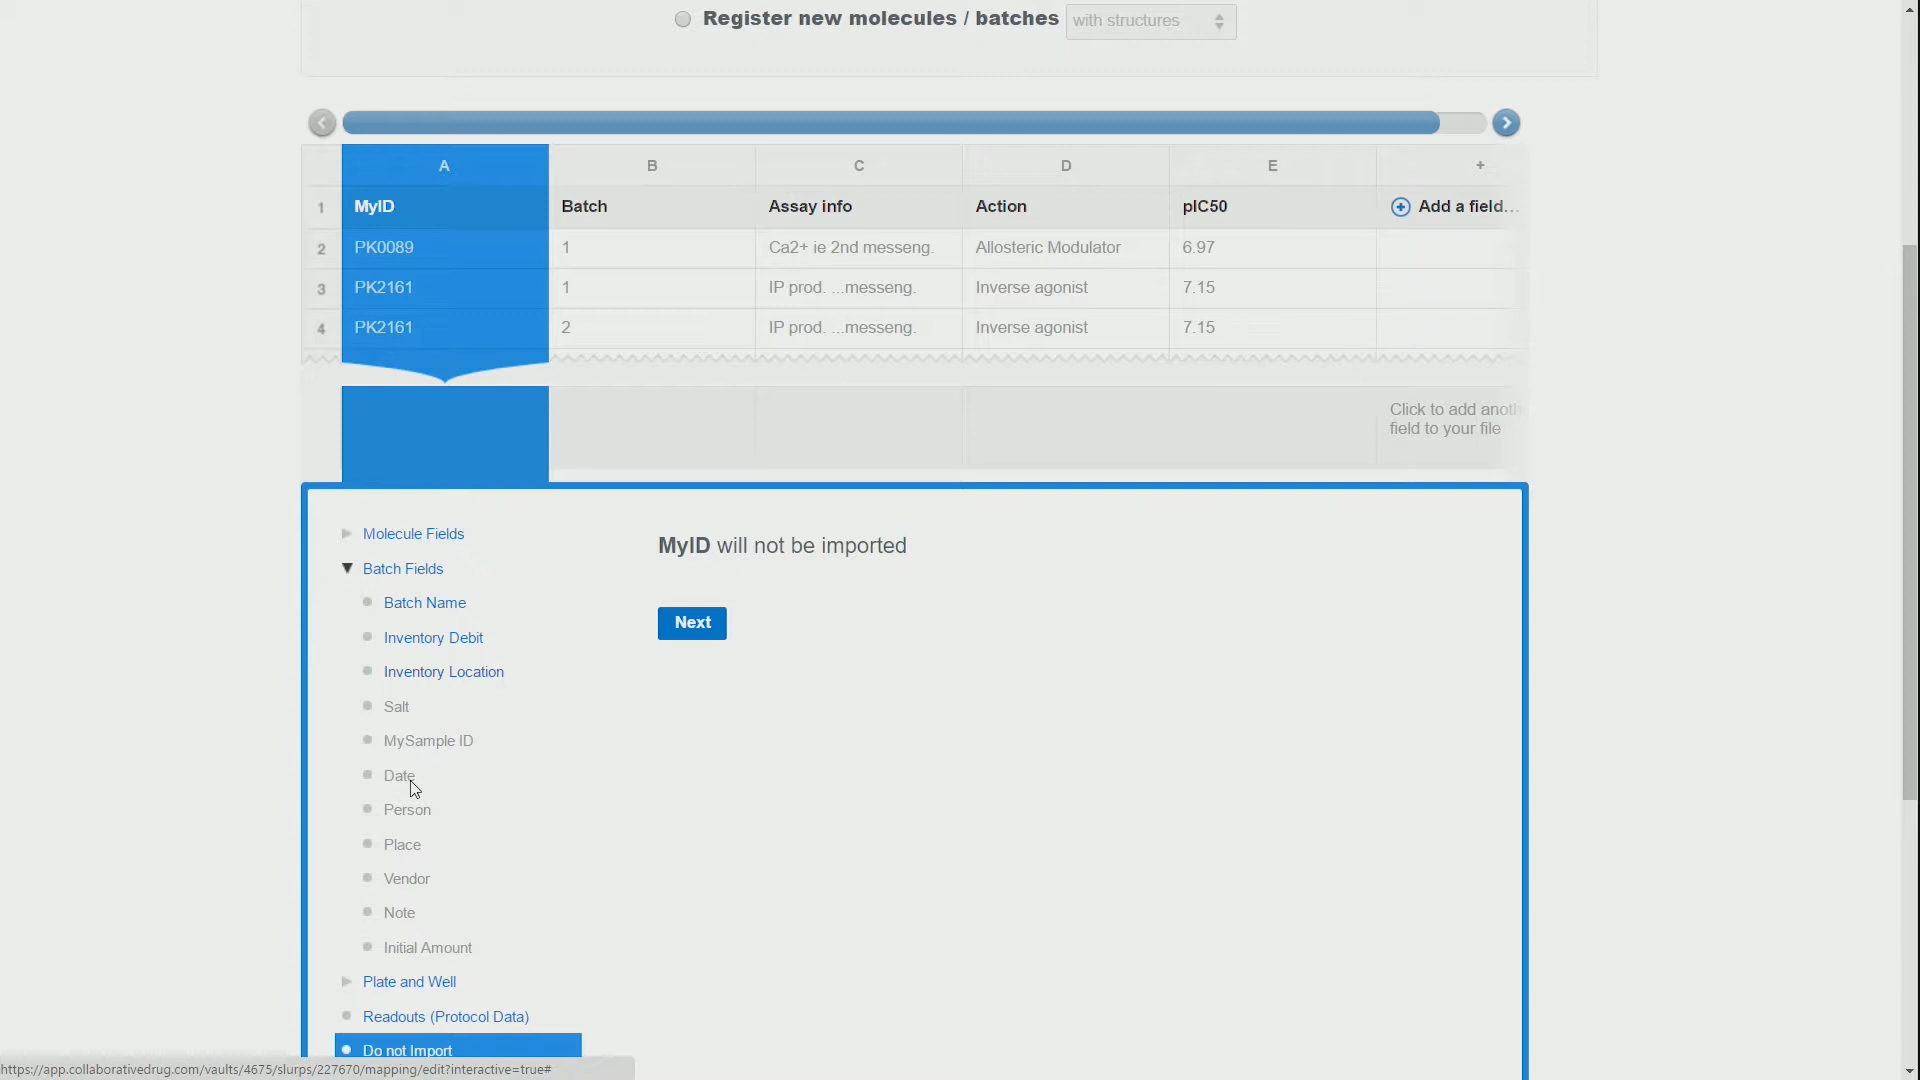 Register new molecules / batches with structures
A B C D E +
1 MyID Batch Assay info Action pIC50 Add a field...
2 PK0089 1 Ca2+ ie 2nd messeng. Allosteric Modulator 6.97
3 PK2161 1 IP prod. ...messeng. Inverse agonist 7.15
4 PK2161 2 IP prod. ...messeng. Inverse agonist 7.15
Click to add anoth
field to your file
Molecule Fields
MyID will not be imported
Batch Fields
Batch Name
Next
Inventory Debit
Inventory Location
Salt
MySample ID
Date
Person
Place
Vendor
Note
Initial Amount
Plate and Well
Readouts (Protocol Data)
Do not Import
https://app.collaborativedrug.com/vaults/4675/slurps/227670/mapping/edit?interactive=true#